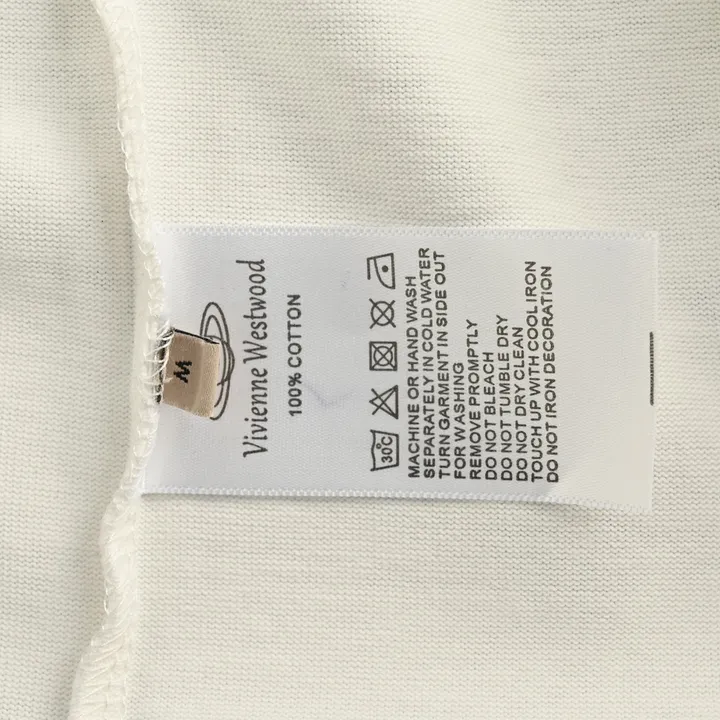 M
Vivienne Westwood
100% COTTON
30C
MACHINE OR HAND WASH
SEPARATELY IN COLD WATER
TURN GARMENT IN SIDE OUT
FOR WASHING
REMOVE PROMPTLY
DO NOT BLEACH
DO NOT TUMBLE DRY
DO NOT DRY CLEAN
TOUCH UP WITH COOL IRON
DO NOT IRON DECORATION